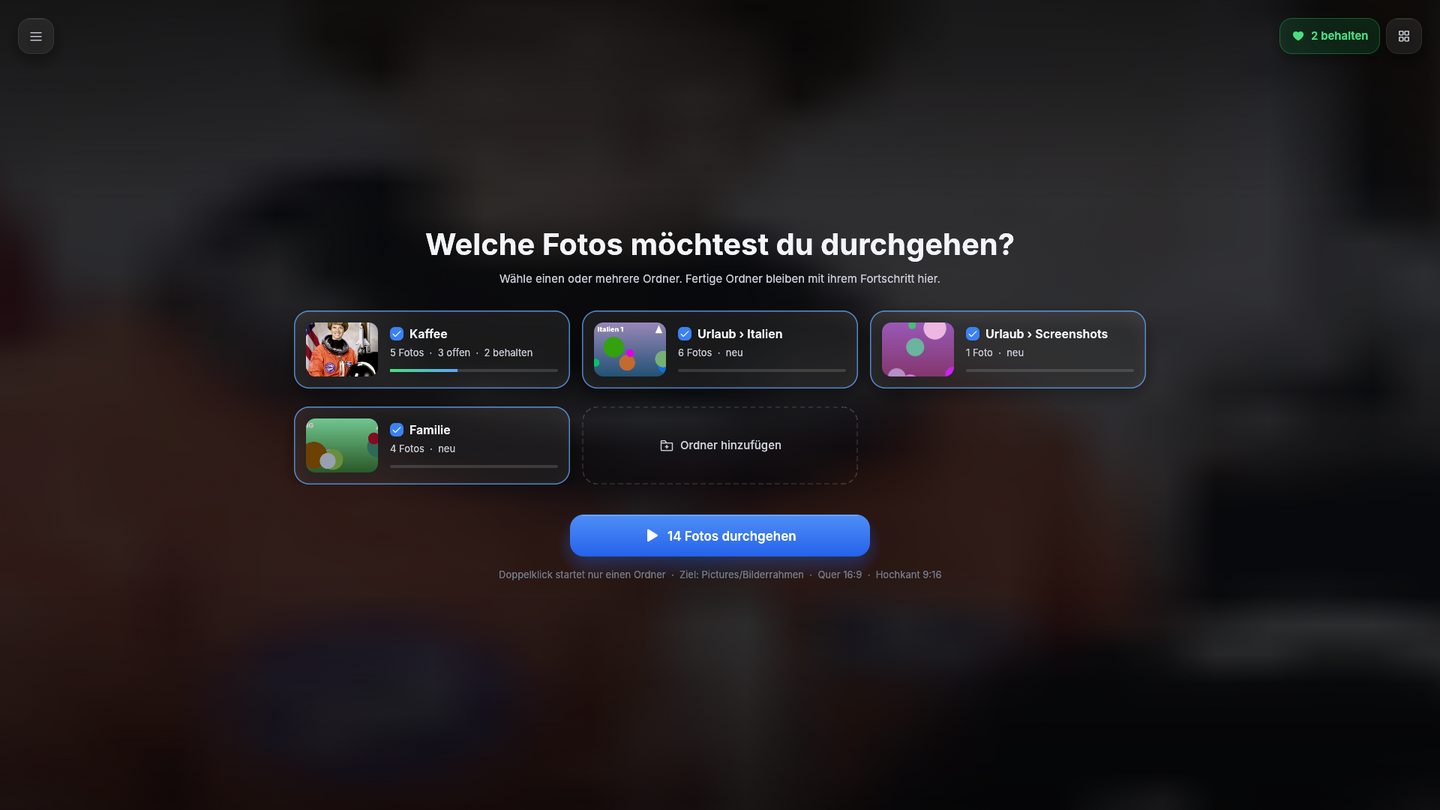 2 behalten
Welche Fotos möchtest du durchgehen?
Wähle einen oder mehrere Ordner. Fertige Ordner bleiben mit ihrem Fortschritt hier.
Kaffee
5 Fotos · 3 offen · 2 behalten
Italien 1
Urlaub › Italien
6 Fotos · neu
Urlaub › Screenshots
1 Foto · neu
Familie
4 Fotos · neu
Ordner hinzufügen
14 Fotos durchgehen
Doppelklick startet nur einen Ordner · Ziel: Pictures/Bilderrahmen · Quer 16:9 · Hochkant 9:16